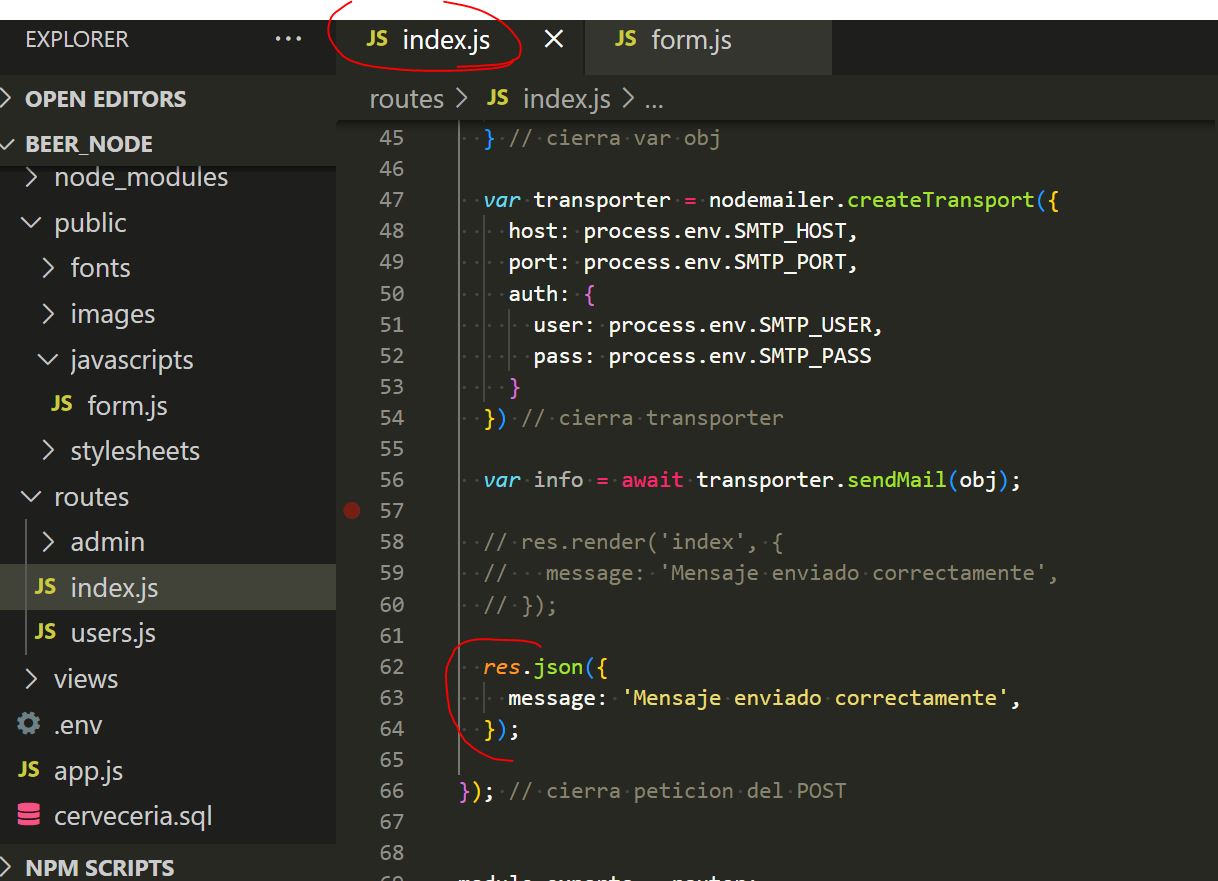 EXPLORER ...
OPEN EDITORS
BEER_NODE
node_modules
public
fonts
images
javascripts
JS form.js
stylesheets
routes
admin
JS index.js
JS users.js
views
.env
JS app.js
cerveceria.sql
NPM SCRIPTS
JS index.js
JS form.js
routes > JS index.js > ...
45 } // cierra var obj
46
47 var transporter = nodemailer.createTransport({
48 host: process.env.SMTP_HOST,
49 port: process.env.SMTP_PORT,
50 auth: {
51 user: process.env.SMTP_USER,
52 pass: process.env.SMTP_PASS
53 }
54 }) // cierra transporter
55
56 var info = await transporter.sendMail(obj);
57
58 // res.render('index', {
59 // message: 'Mensaje enviado correctamente',
60 // });
61
62 res.json({
63 message: 'Mensaje enviado correctamente',
64 });
65
66 }); // cierra peticion del POST
67
68